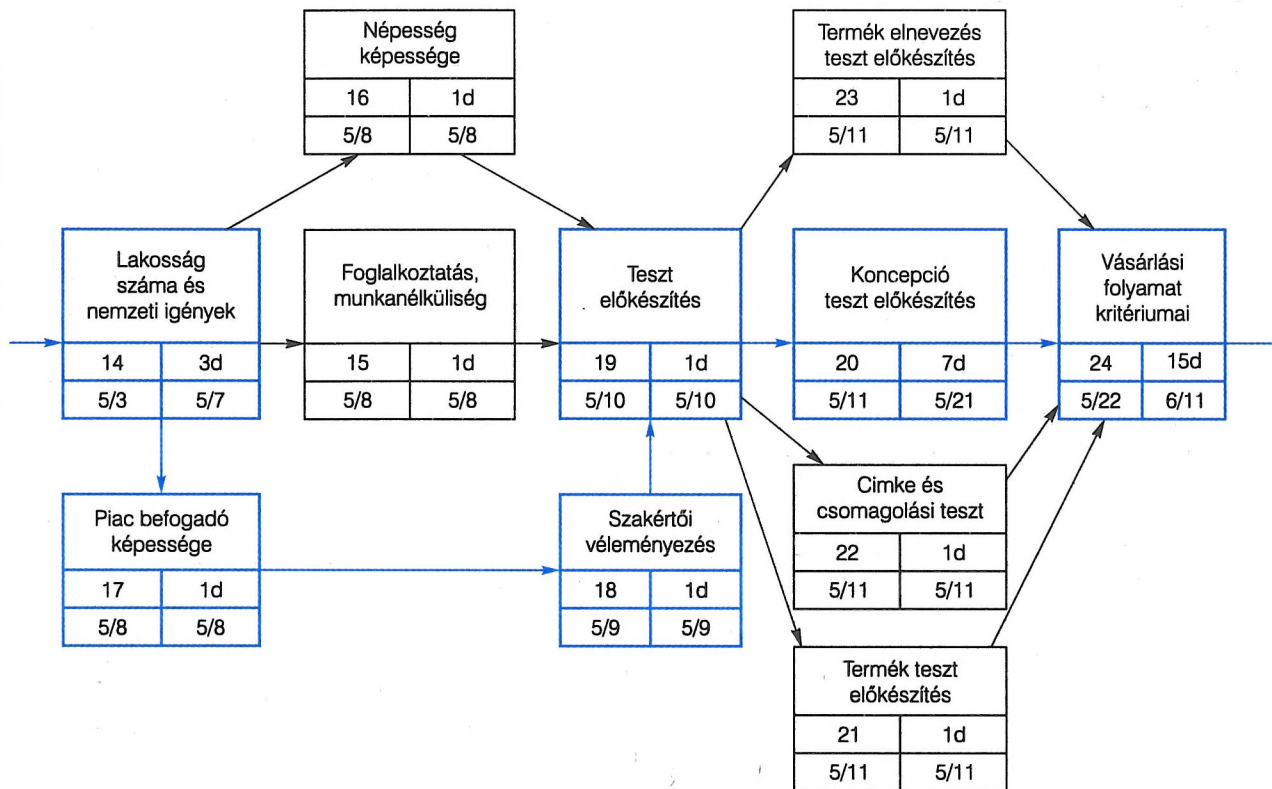 Népesség
képessége
16 1d
5/8 5/8
Termék elnevezés
teszt előkészítés
23 1d
5/11 5/11
Lakosság
száma és
nemzeti igények
14 3d
5/3 5/7
Foglalkoztatás,
munkanélküliség
15 1d
5/8 5/8
Teszt
előkészítés
19 1d
5/10 5/10
Koncepció
teszt előkészítés
20 7d
5/11 5/21
Vásárlási
folyamat
kritériumai
24 15d
5/22 6/11
Piac befogadó
képessége
17 1d
5/8 5/8
Szakértői
véleményezés
18 1d
5/9 5/9
Cimke és
csomagolási teszt
22 1d
5/11 5/11
Termék teszt
előkészítés
21 1d
5/11 5/11